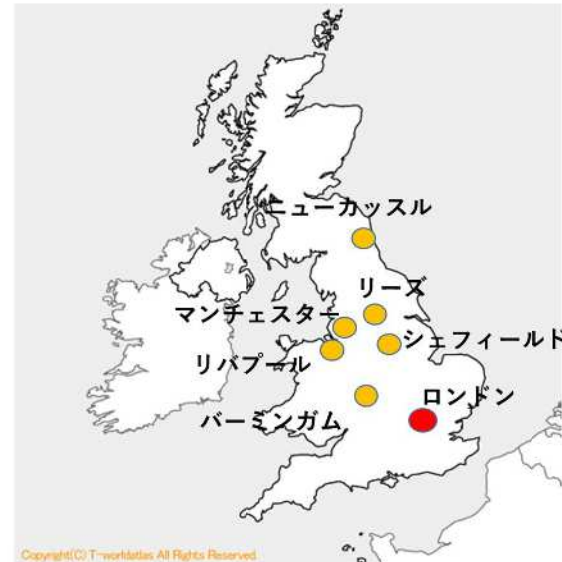 ニューカッスル
リーズ
マンチェスター
シェフィールド
リバプール
ロンドン
バーミンガム
Copyright(C) T-worldatlas All Rights Reserved